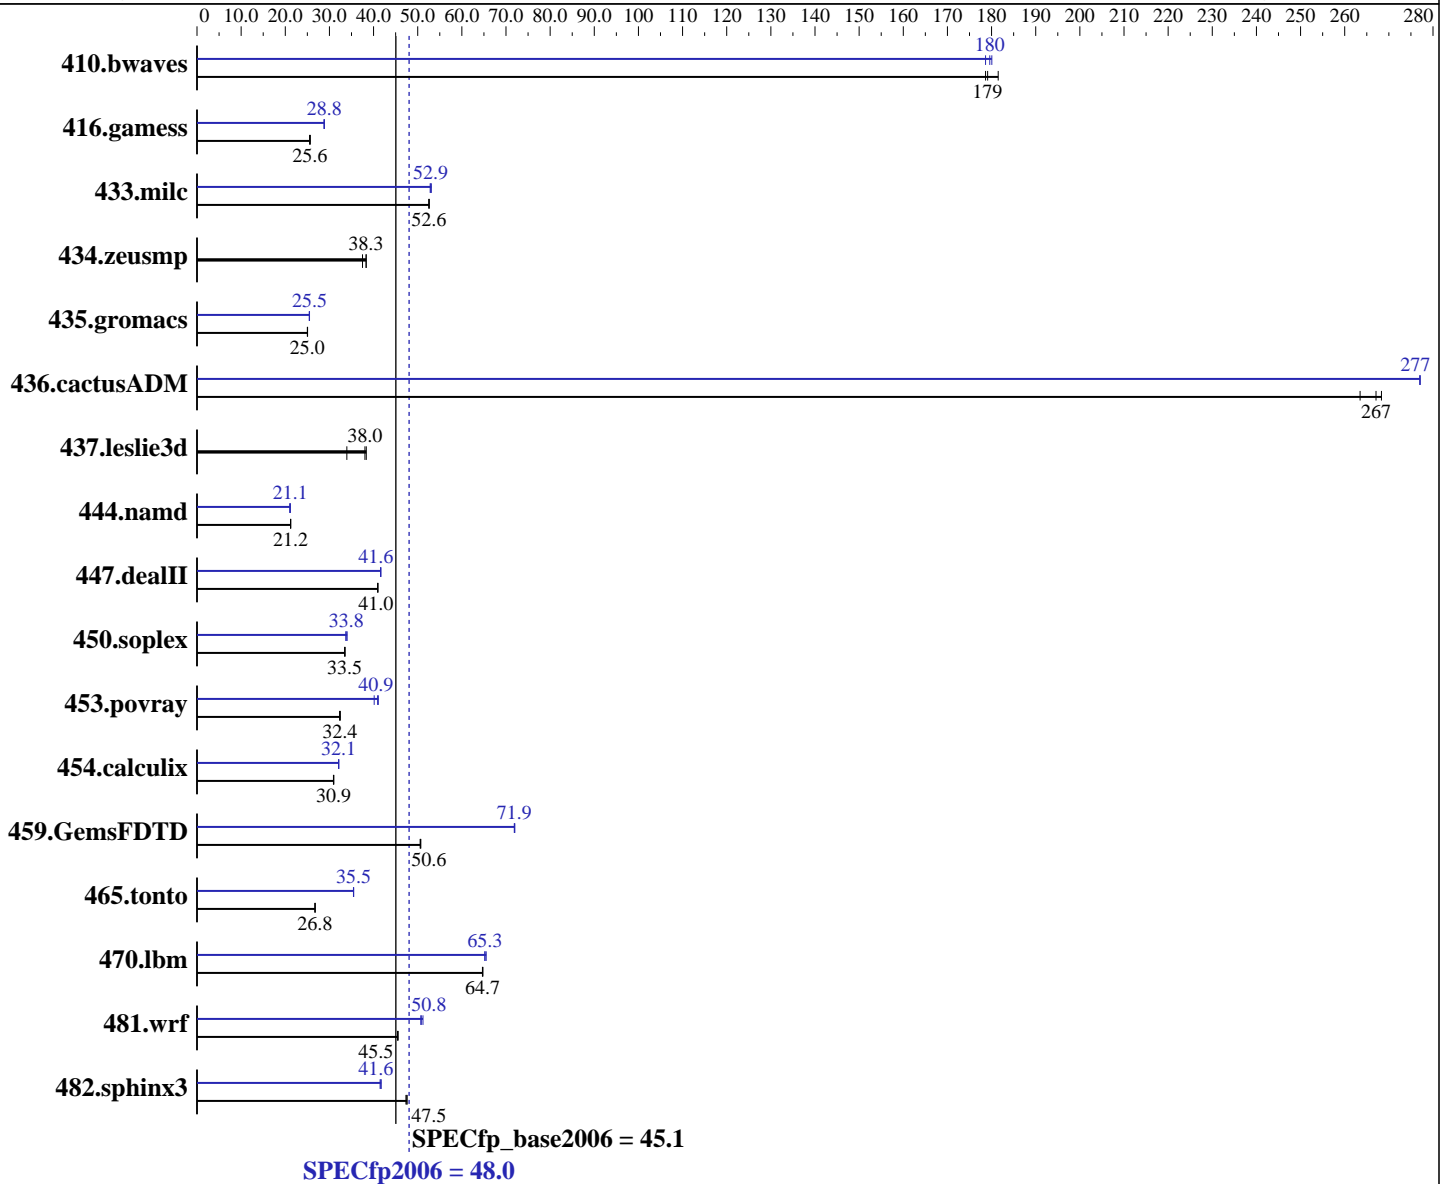 0 10.0 20.0 30.0 40.0 50.0 60.0 70.0 80.0 90.0 100 110 120 130 140 150 160 170 180 190 200 210 220 230 240 250 260 280
180
410.bwaves
179
28.8
416.gamess
25.6
52.9
433.milc
52.6
38.3
434.zeusmp
25.5
435.gromacs
25.0
277
436.cactusADM
267
38.0
437.leslie3d
21.1
444.namd
21.2
41.6
447.dealII
41.0
33.8
450.soplex
33.5
40.9
453.povray
32.4
32.1
454.calculix
30.9
71.9
459.GemsFDTD
50.6
35.5
465.tonto
26.8
65.3
470.lbm
64.7
50.8
481.wrf
45.5
41.6
482.sphinx3
47.5
SPECfp_base2006 = 45.1
SPECfp2006 = 48.0